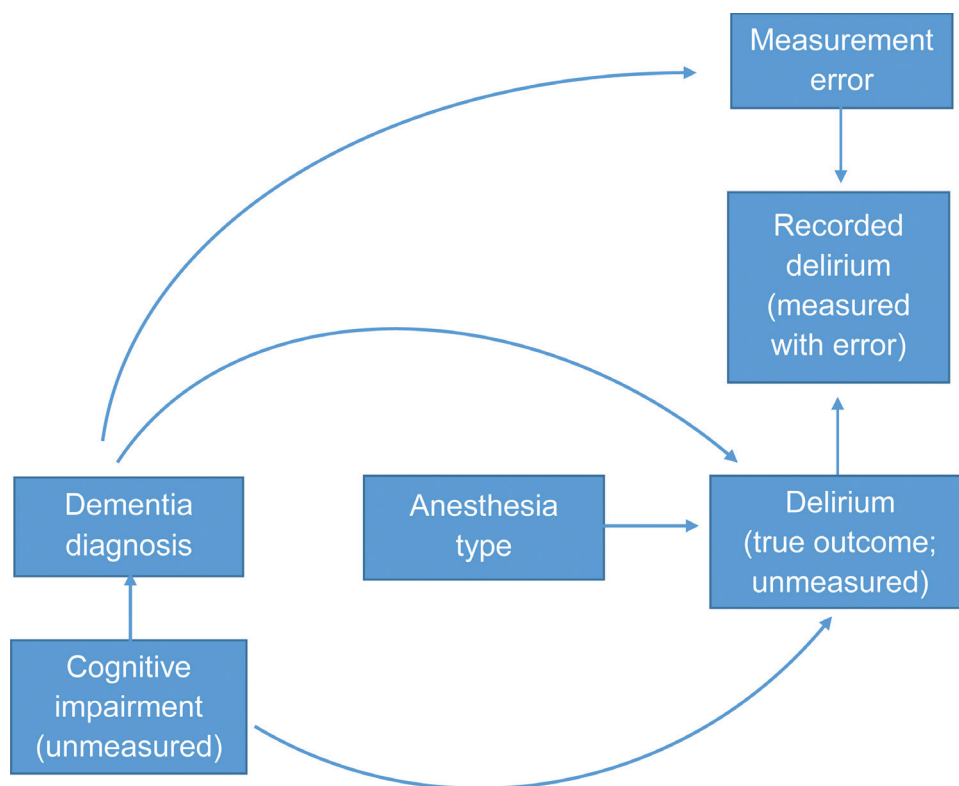 Measurement
error
Recorded
delirium
(measured
with error)
Dementia
diagnosis
Anesthesia
type
Delirium
(true outcome;
unmeasured)
Cognitive
impairment
(unmeasured)